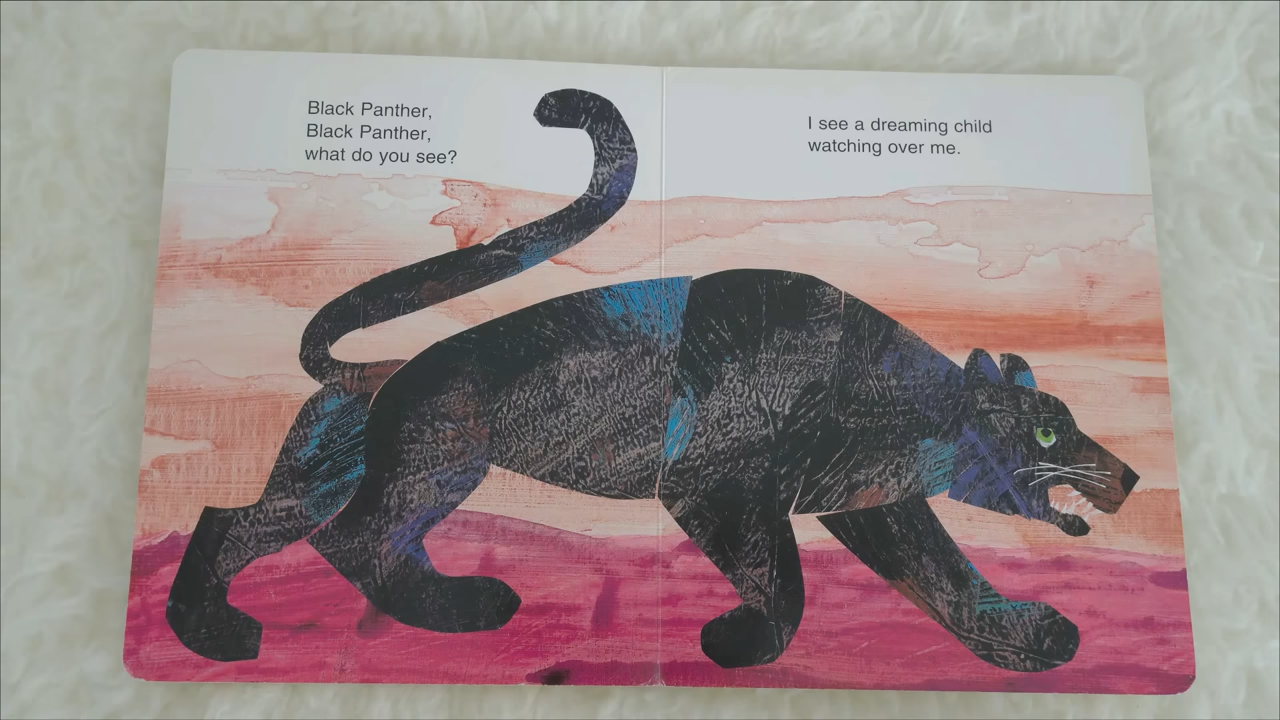 Black Panther,
Black Panther,
what do you see?
I see a dreaming child
watching over me.